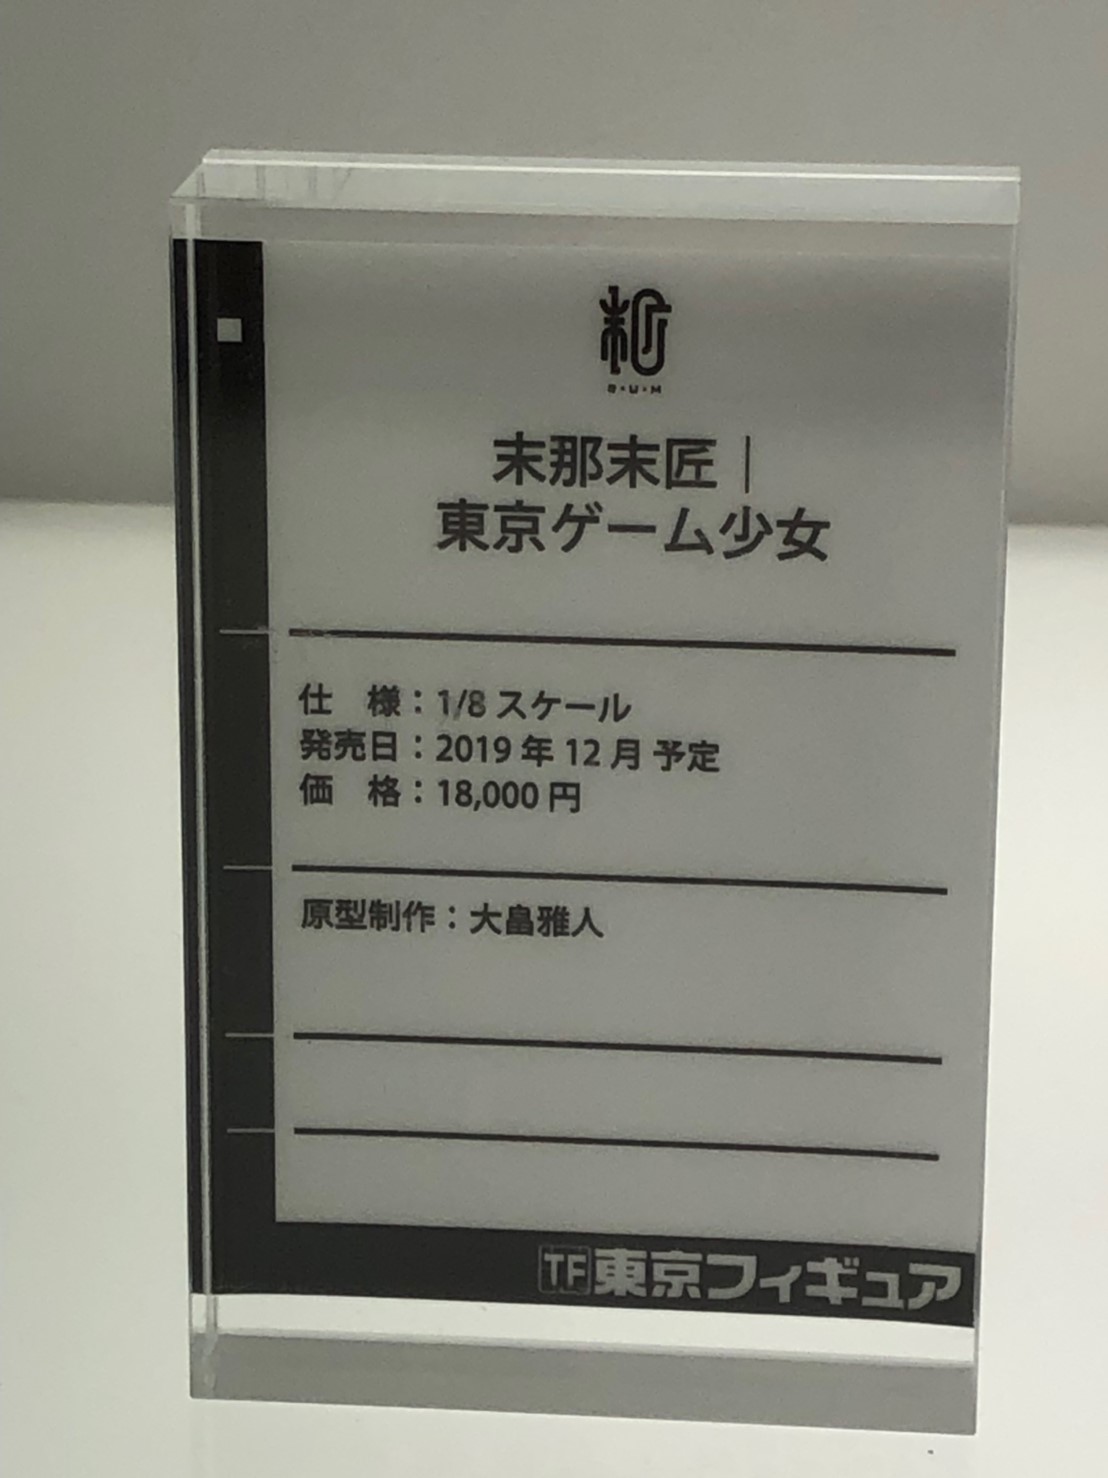 R・U・M
末那末匠｜
東京ゲーム少女
仕　様：1/8 スケール
発売日：2019 年 12 月 予定
価　格：18,000 円
原型制作：大畠雅人
TF 東京フィギュア